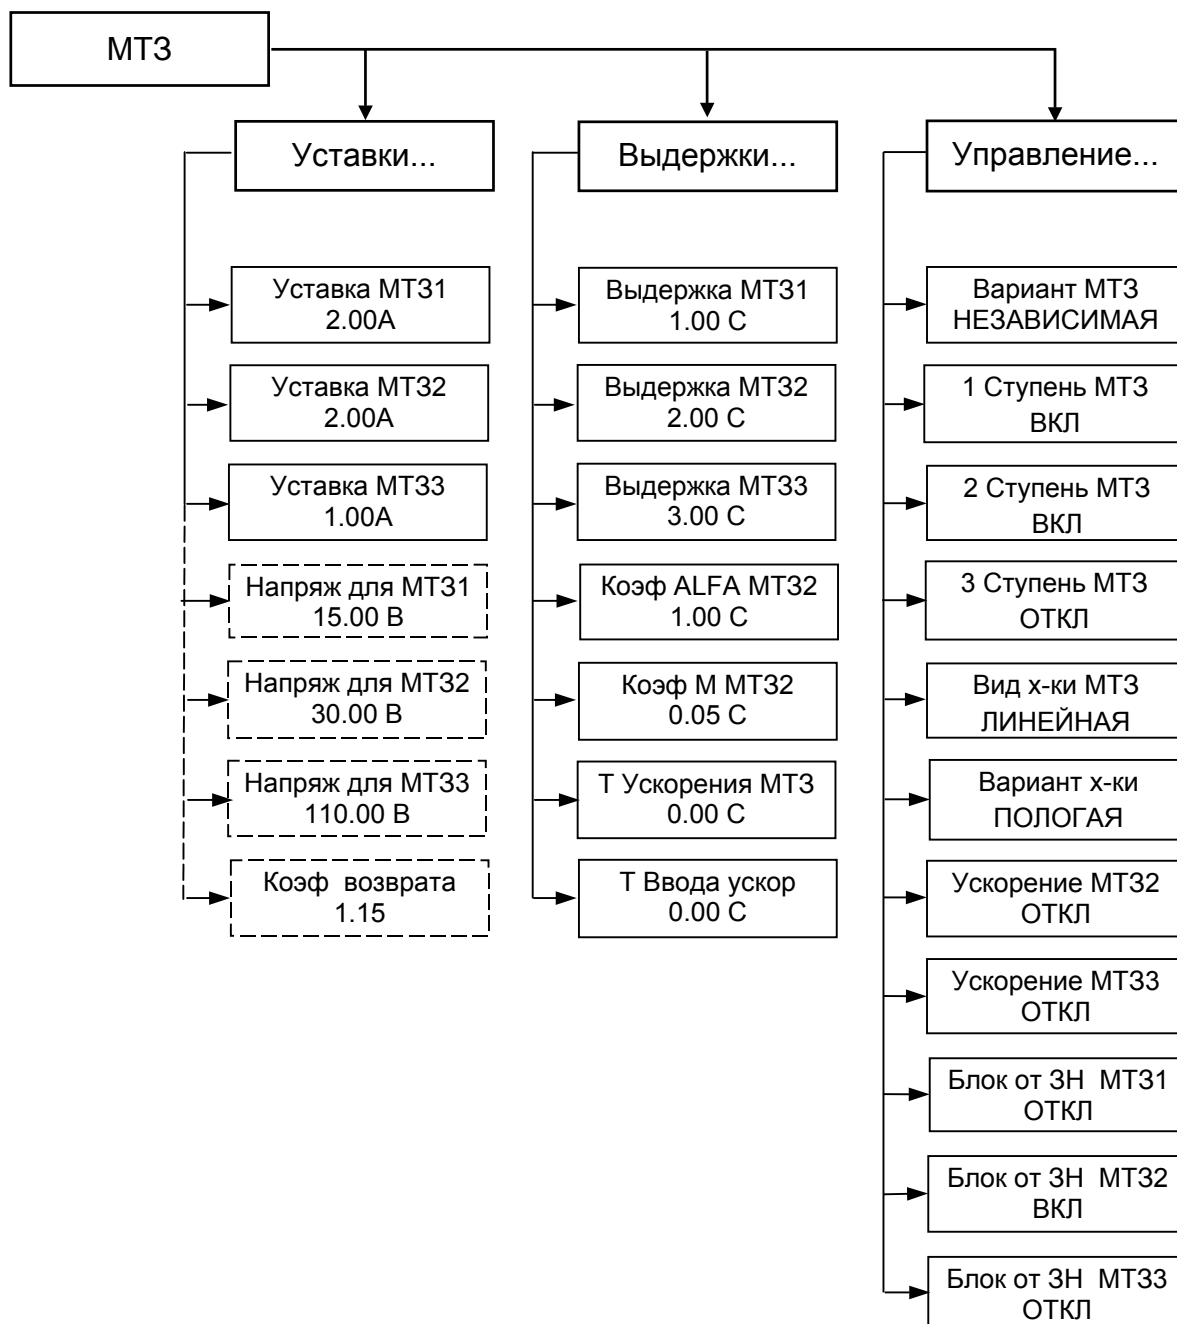 МТЗ
Уставки...
Уставка МТЗ1
2.00А
Уставка МТЗ2
2.00А
Уставка МТЗ3
1.00А
Напряж для МТЗ1
15.00 В
Напряж для МТЗ2
30.00 В
Напряж для МТЗ3
110.00 В
Коэф возврата
1.15
Выдержки...
Выдержка МТЗ1
1.00 С
Выдержка МТЗ2
2.00 С
Выдержка МТЗ3
3.00 С
Коэф ALFA МТЗ2
1.00 С
Коэф М МТЗ2
0.05 С
Т Ускорения МТЗ
0.00 С
Т Ввода ускор
0.00 С
Управление...
Вариант МТЗ
НЕЗАВИСИМАЯ
1 Ступень МТЗ
ВКЛ
2 Ступень МТЗ
ВКЛ
3 Ступень МТЗ
ОТКЛ
Вид х-ки МТЗ
ЛИНЕЙНАЯ
Вариант х-ки
ПОЛОГАЯ
Ускорение МТЗ2
ОТКЛ
Ускорение МТЗ3
ОТКЛ
Блок от ЗН МТЗ1
ОТКЛ
Блок от ЗН МТЗ2
ВКЛ
Блок от ЗН МТЗ3
ОТКЛ